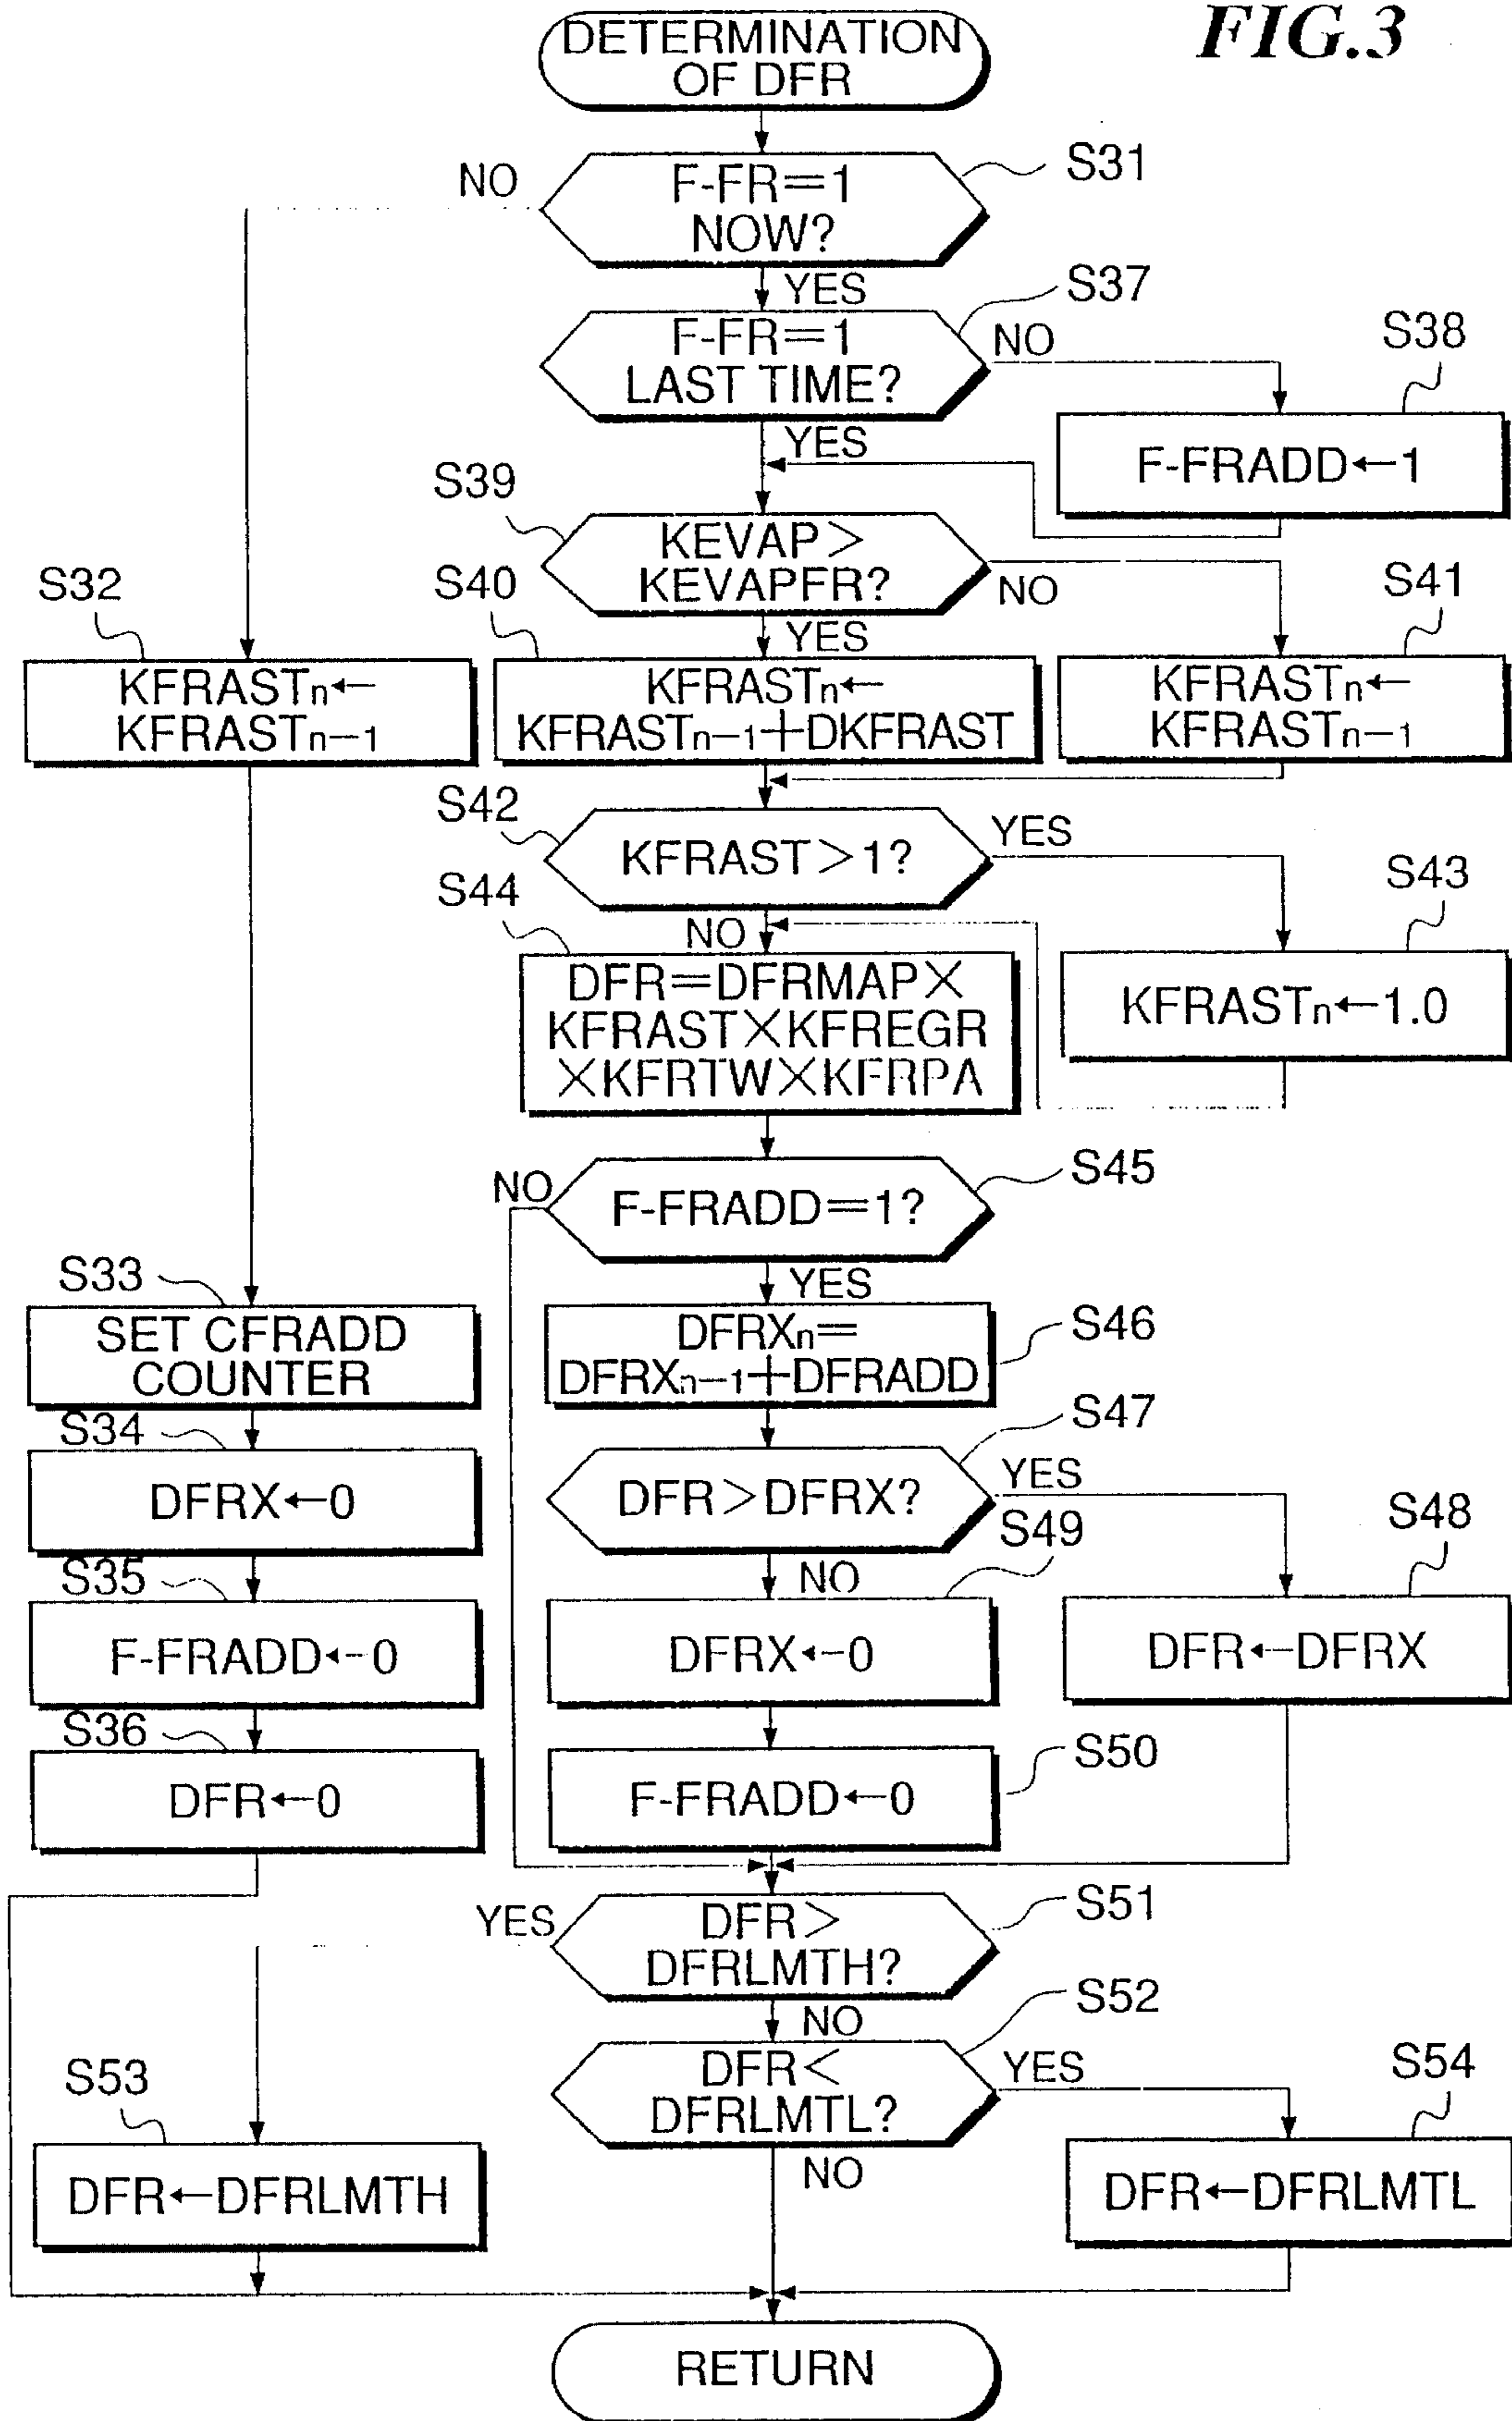 FIG.3
DETERMINATION
OF DFR
F-FR=1
NOW?
S31
NO
YES
F-FR=1
LAST TIME?
S37
NO
YES
S38
F-FRADD←1
S39
KEVAP>
KEVAPFR?
NO
YES
S32
KFRASTn←
KFRASTn-1
S40
KFRASTn←
KFRASTn-1+DKFRAST
S41
KFRASTn←
KFRASTn-1
S42
KFRAST>1?
YES
NO
S43
KFRASTn←1.0
S44
DFR=DFRMAP×
KFRAST×KFREGR
×KFRTW×KFRPA
S45
F-FRADD=1?
NO
YES
S33
SET CFRADD
COUNTER
S46
DFRXn=
DFRXn-1+DFRADD
S34
DFRX←0
S47
DFR>DFRX?
YES
NO
S48
DFR←DFRX
S35
F-FRADD←0
S49
DFRX←0
S36
DFR←0
S50
F-FRADD←0
S51
DFR>
DFRLMTH?
YES
NO
S52
DFR<
DFRLMTL?
YES
NO
S53
DFR←DFRLMTH
S54
DFR←DFRLMTL
RETURN